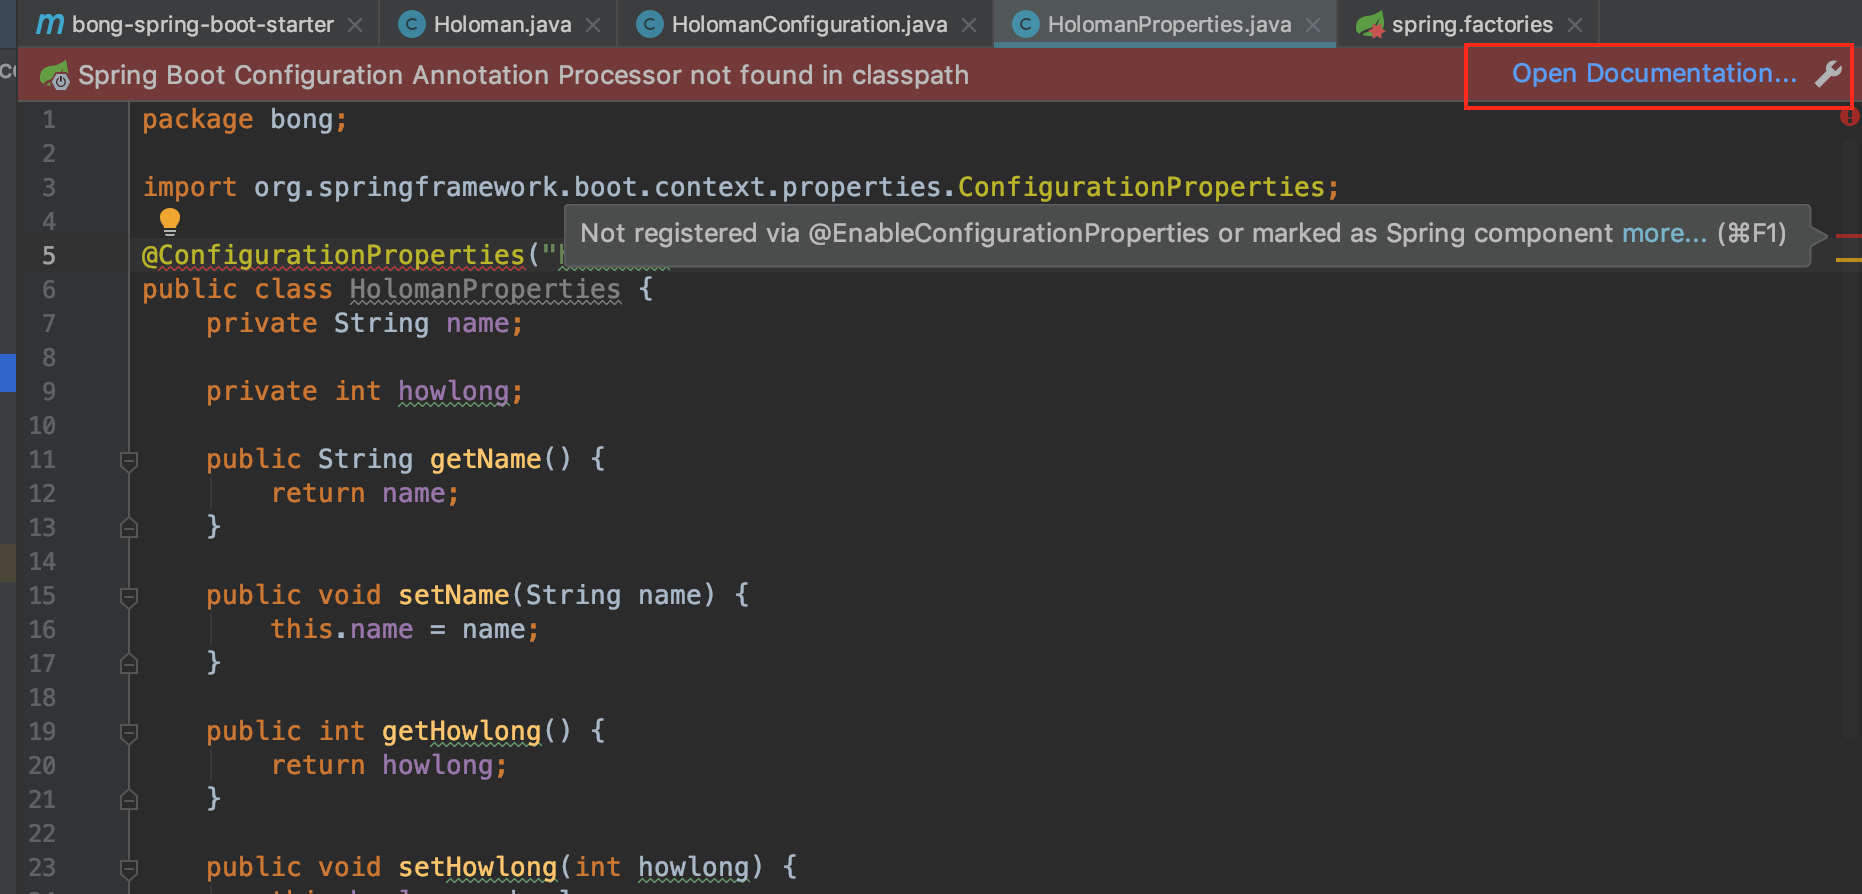 m bong-spring-boot-starter × C Holoman.java × C HolomanConfiguration.java × C HolomanProperties.java × spring.factories ×
Spring Boot Configuration Annotation Processor not found in classpath Open Documentation...
1 package bong;
2
3 import org.springframework.boot.context.properties.ConfigurationProperties;
4
Not registered via @EnableConfigurationProperties or marked as Spring component more... (⌘F1)
5 @ConfigurationProperties("h
6 public class HolomanProperties {
7 private String name;
8
9 private int howlong;
10
11 public String getName() {
12 return name;
13 }
14
15 public void setName(String name) {
16 this.name = name;
17 }
18
19 public int getHowlong() {
20 return howlong;
21 }
22
23 public void setHowlong(int howlong) {